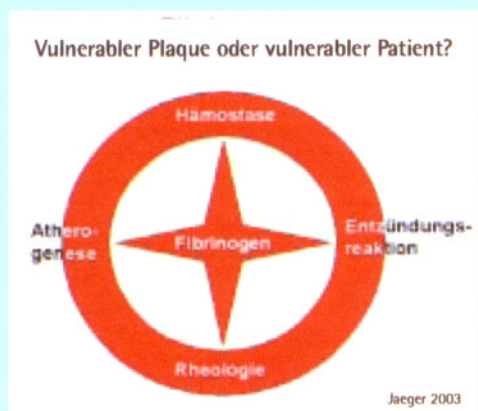 Vulnerabler Plaque oder vulnerabler Patient?
Hämostase
Athero-
genese
Fibrinogen
Entzündungs-
reaktion
Rheologie
Jaeger 2003